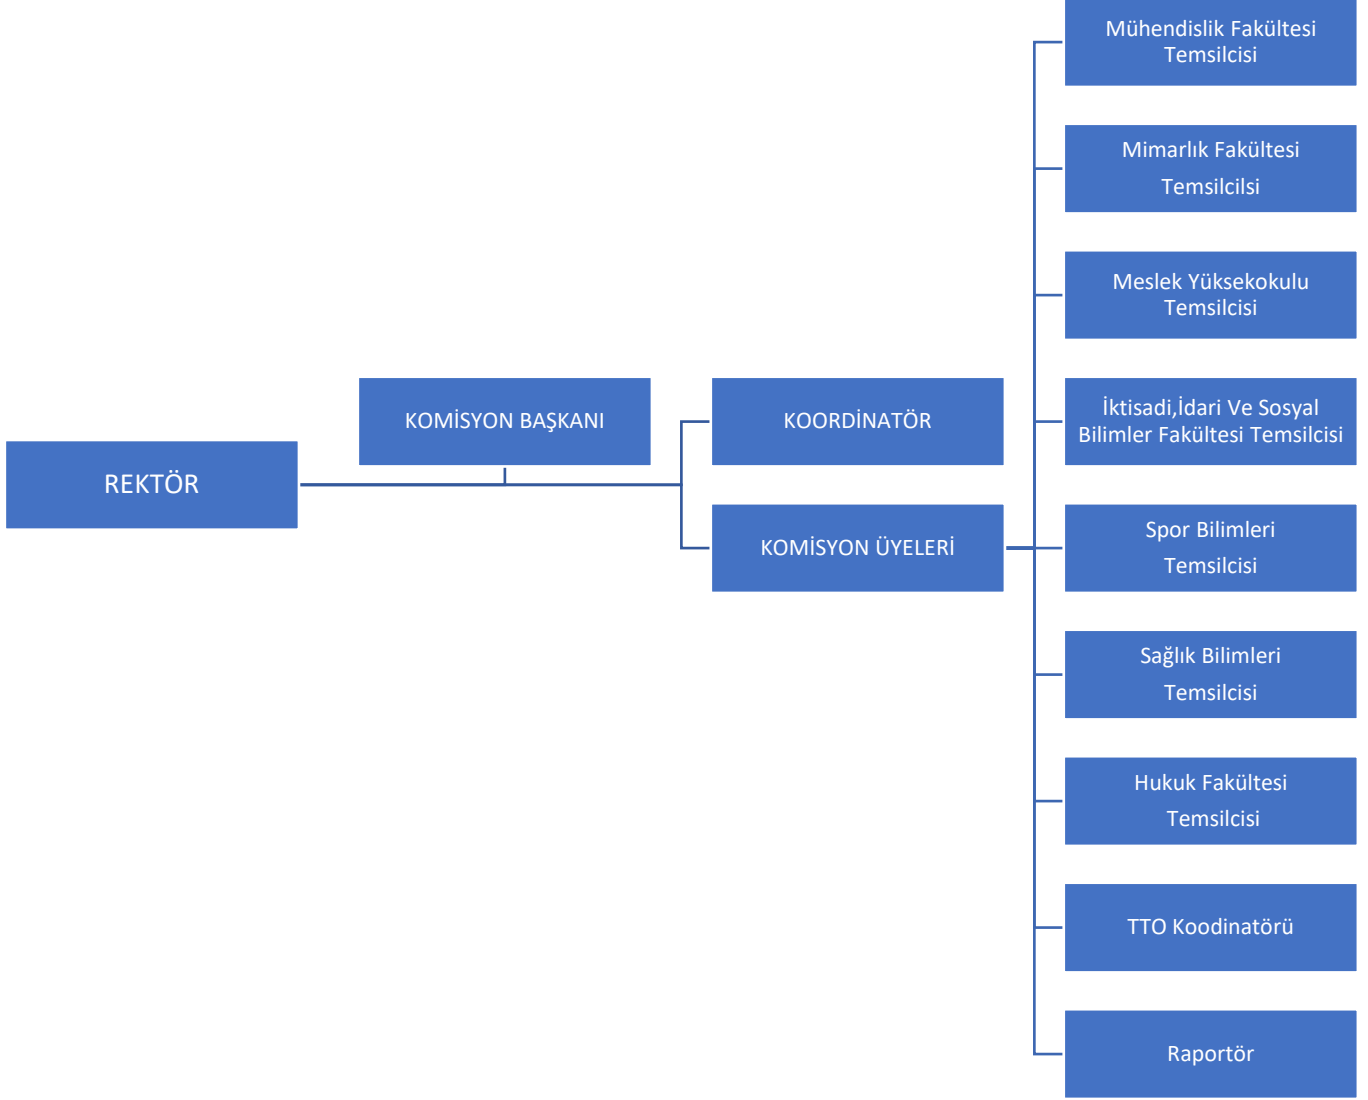 REKTÖR
KOMİSYON BAŞKANI
KOORDİNATÖR
KOMİSYON ÜYELERİ
Mühendislik Fakültesi
Temsilcisi
Mimarlık Fakültesi
Temsilcilsi
Meslek Yüksekokulu
Temsilcisi
İktisadi,İdari Ve Sosyal
Bilimler Fakültesi Temsilcisi
Spor Bilimleri
Temsilcisi
Sağlık Bilimleri
Temsilcisi
Hukuk Fakültesi
Temsilcisi
TTO Koodinatörü
Raportör